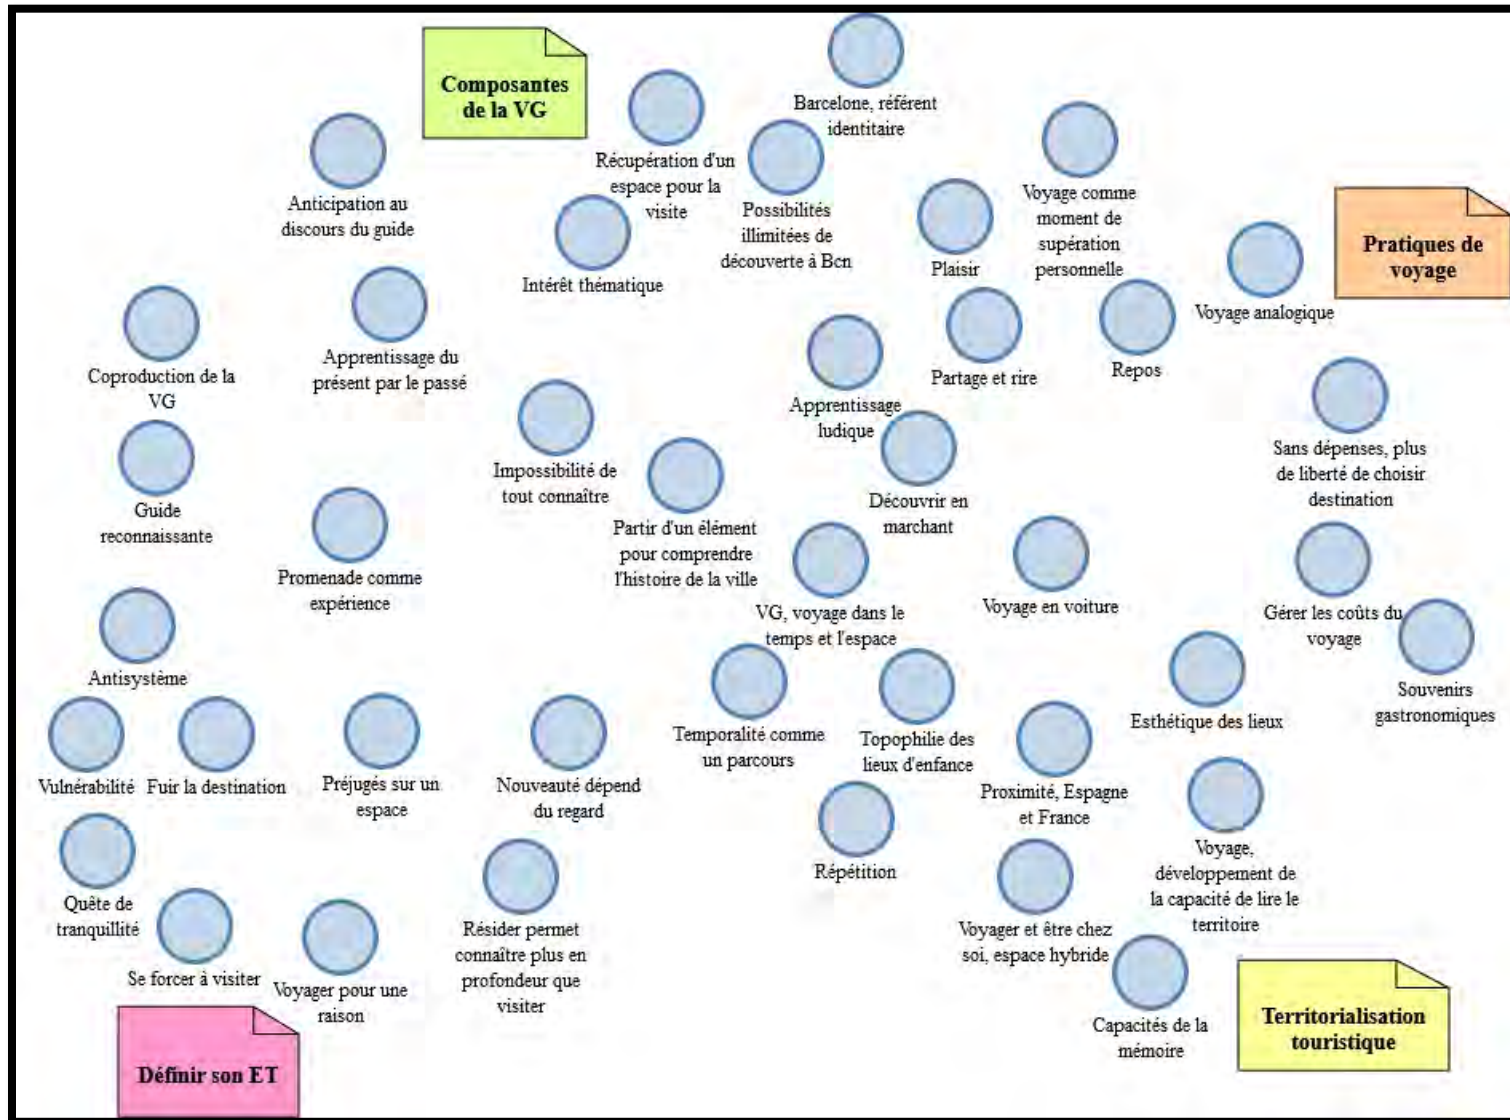 Composantes
de la VG
Barcelone, référent
identitaire
Récupération d'un
espace pour la
visite
Anticipation au
discours du guide
Possibilités
illimitées de
découverte à Bcn
Intérêt thématique
Plaisir
Voyage comme
moment de
supération
personnelle
Pratiques de
voyage
Voyage analogique
Coproduction de la
VG
Apprentissage du
présent par le passé
Apprentissage
ludique
Partage et rire
Repos
Sans dépenses, plus
de liberté de choisir
destination
Guide
reconnaissante
Impossibilité de
tout connaître
Découvrir en
marchant
Partir d'un élément
pour comprendre
l'histoire de la ville
Promenade comme
expérience
VG, voyage dans le
temps et l'espace
Voyage en voiture
Gérer les coûts du
voyage
Antisystème
Souvenirs
gastronomiques
Esthétique des lieux
Temporalité comme
un parcours
Topophilie des
lieux d'enfance
Vulnérabilité
Fuir la destination
Préjugés sur un
espace
Nouveauté dépend
du regard
Proximité, Espagne
et France
Répétition
Voyage,
développement de
la capacité de lire le
territoire
Quête de
tranquillité
Se forcer à visiter
Voyager pour une
raison
Résider permet
connaître plus en
profondeur que
visiter
Voyager et être chez
soi, espace hybride
Capacités de la
mémoire
Territorialisation
touristique
Définir son ET